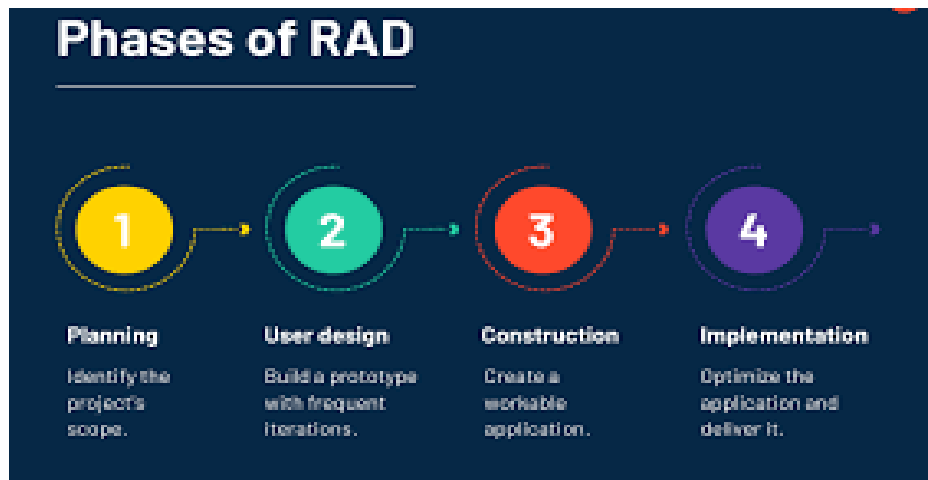 Phases of RAD
1
2
3
4
Planning
Identify the
project's
scope.
User design
Build a prototype
with frequent
iterations.
Construction
Create a
workable
application.
Implementation
Optimize the
application and
deliver it.